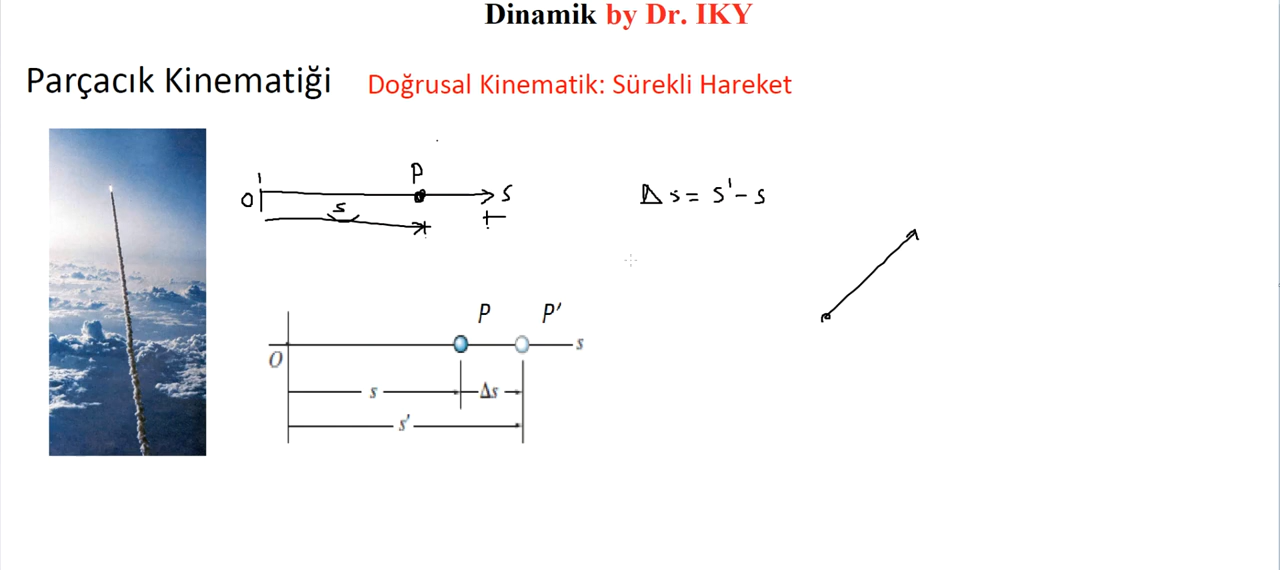 Dinamik by Dr. IKY
Parçacık Kinematiği Doğrusal Kinematik: Sürekli Hareket
P
O s
s
+
Δs = s' - s
P P'
O s
s Δs
s'